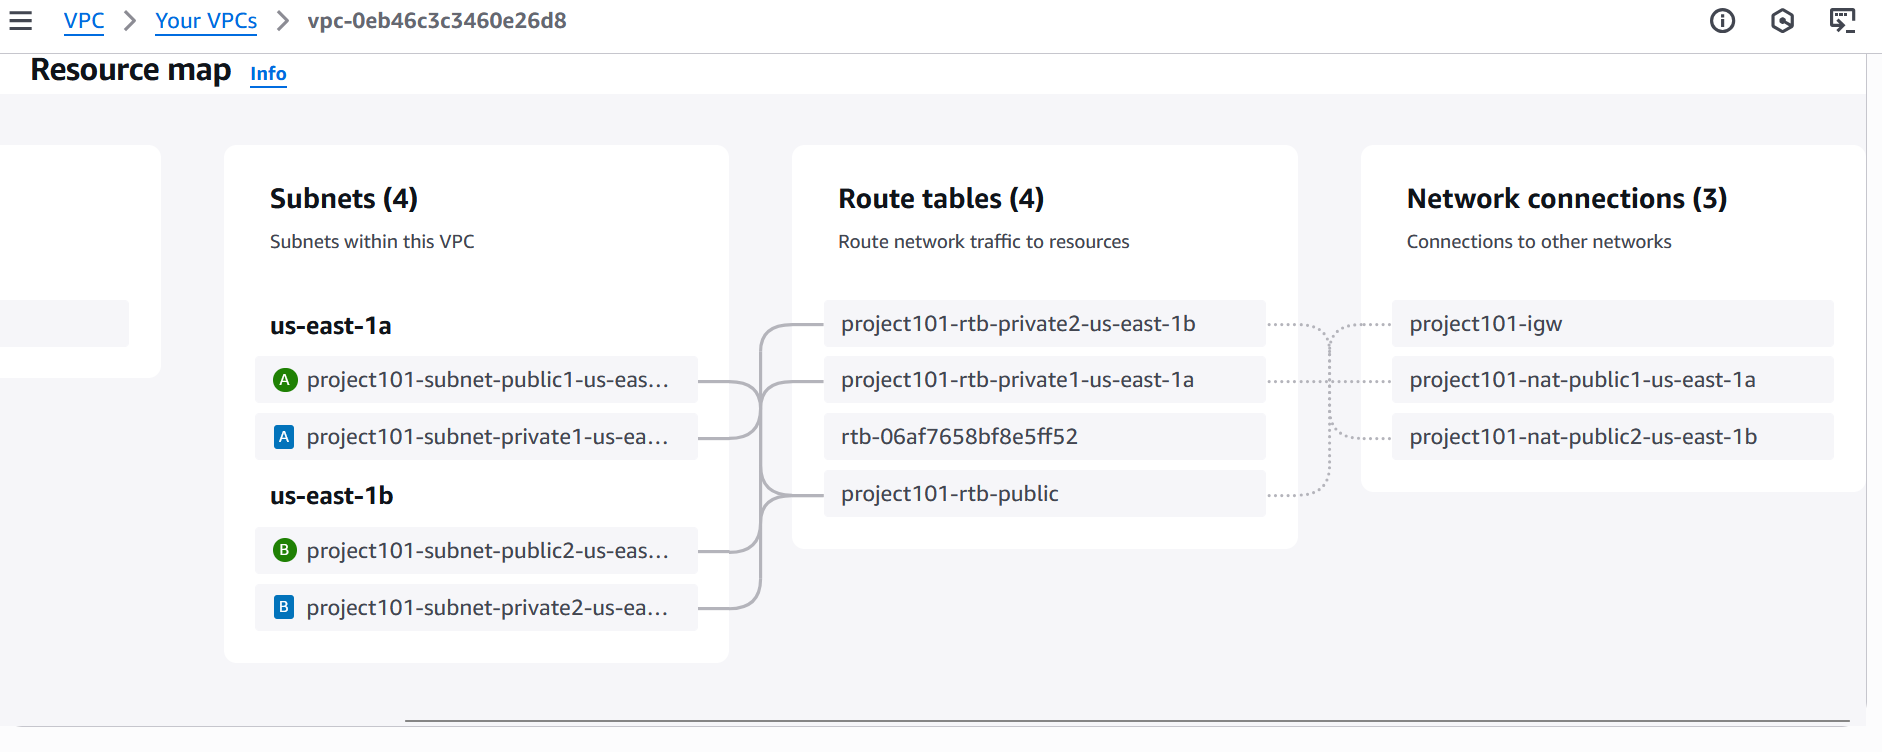 VPC > Your VPCs > vpc-0eb46c3c3460e26d8
Resource map Info
Subnets (4)
Subnets within this VPC
us-east-1a
A project101-subnet-public1-us-eas...
A project101-subnet-private1-us-ea...
us-east-1b
B project101-subnet-public2-us-eas...
B project101-subnet-private2-us-ea...
Route tables (4)
Route network traffic to resources
project101-rtb-private2-us-east-1b
project101-rtb-private1-us-east-1a
rtb-06af7658bf8e5ff52
project101-rtb-public
Network connections (3)
Connections to other networks
project101-igw
project101-nat-public1-us-east-1a
project101-nat-public2-us-east-1b